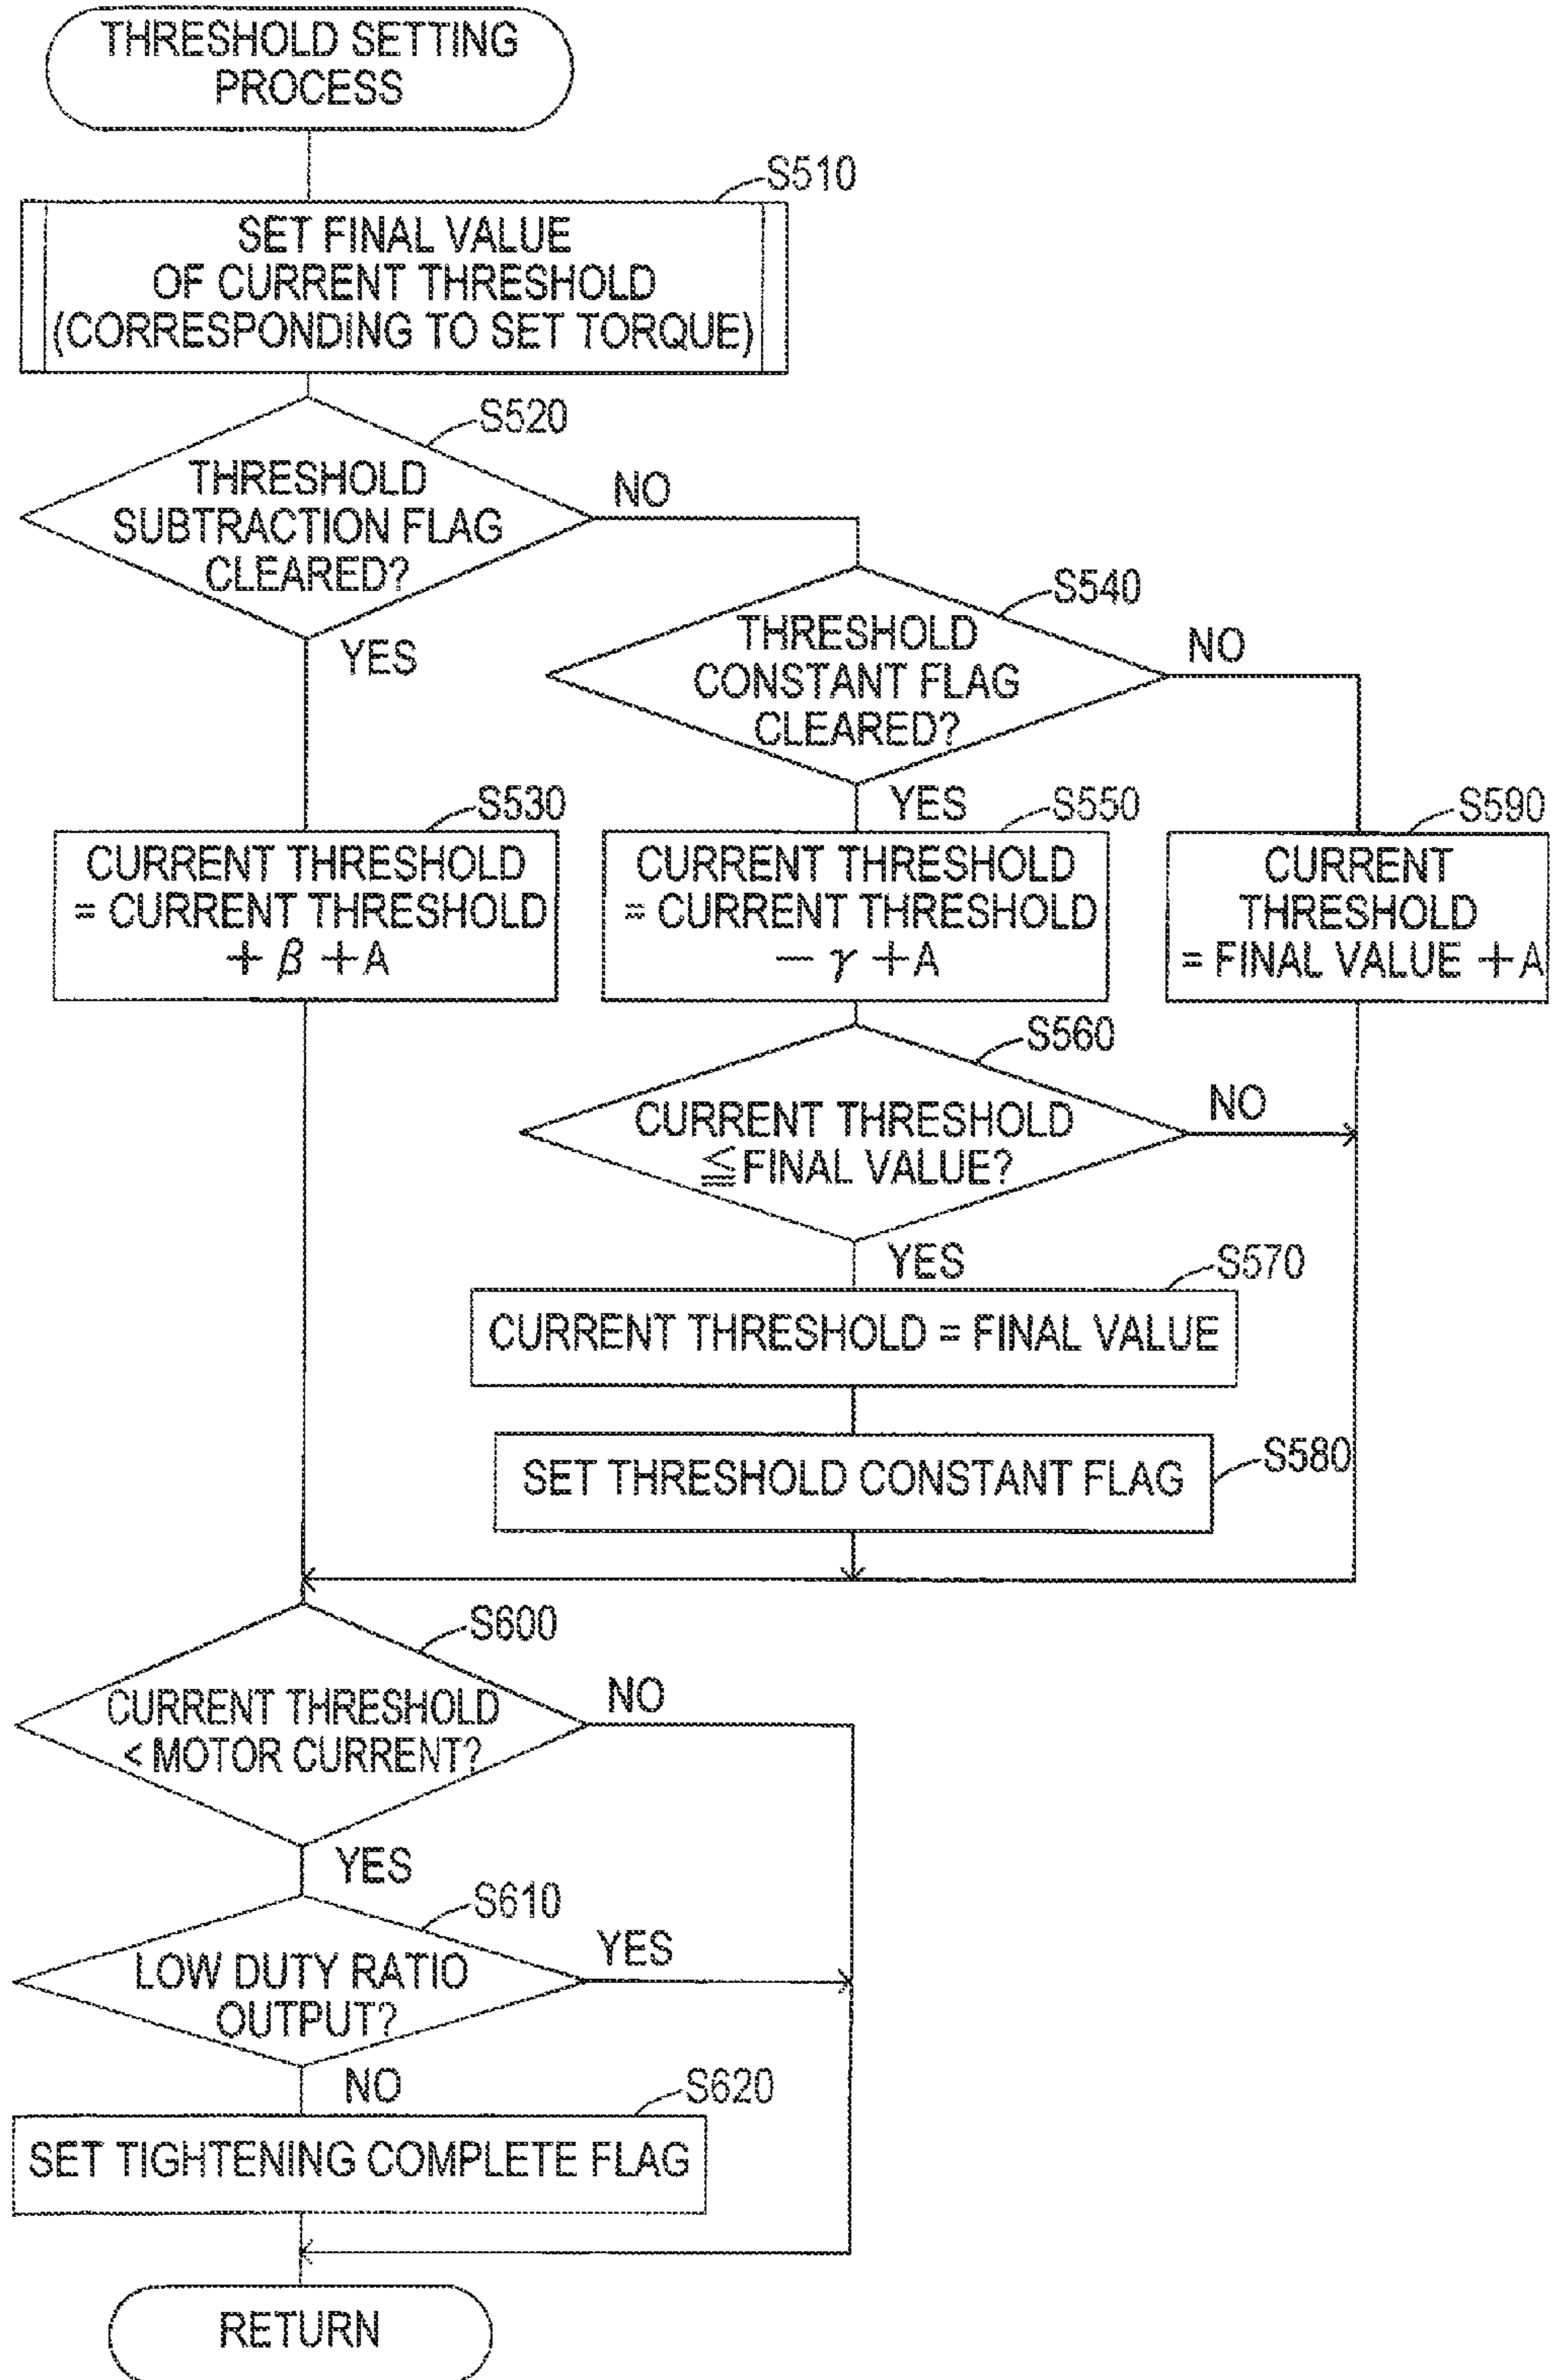 THRESHOLD SETTING
PROCESS
S510
SET FINAL VALUE
OF CURRENT THRESHOLD
(CORRESPONDING TO SET TORQUE)
S520
THRESHOLD
SUBTRACTION FLAG
CLEARED?
NO
YES
S540
THRESHOLD
CONSTANT FLAG
CLEARED?
NO
YES
S530
CURRENT THRESHOLD
= CURRENT THRESHOLD
+ β + A
S550
CURRENT THRESHOLD
= CURRENT THRESHOLD
− γ + A
S590
CURRENT
THRESHOLD
= FINAL VALUE + A
S560
CURRENT THRESHOLD
≦ FINAL VALUE?
NO
YES
S570
CURRENT THRESHOLD = FINAL VALUE
S580
SET THRESHOLD CONSTANT FLAG
S600
CURRENT THRESHOLD
< MOTOR CURRENT?
NO
YES
S610
LOW DUTY RATIO
OUTPUT?
YES
NO
S620
SET TIGHTENING COMPLETE FLAG
RETURN